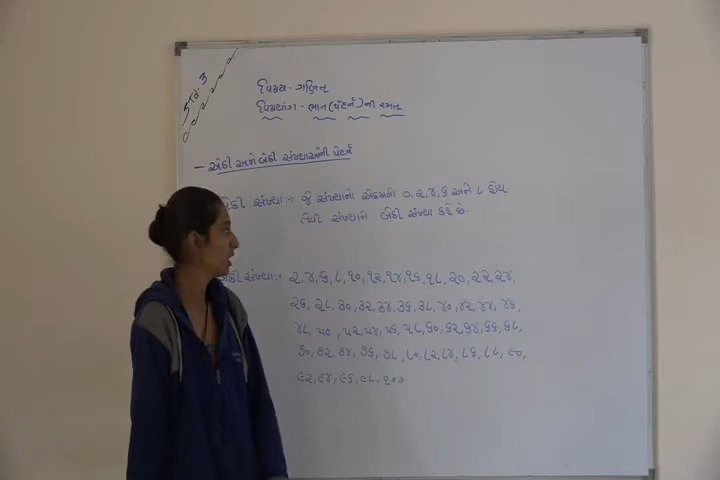 Std. 3
વિષય - ગણિત
વિષયાંગ - ભાત (પેટર્ન) ની રમત
- એકી અને બેકી સંખ્યાઓની પેટર્ન
બેકી સંખ્યા :- જે સંખ્યાનો એકમનો ૦, ૨, ૪, ૬ અને ૮ હોય
તેવી સંખ્યાને બેકી સંખ્યા કહે છે.
બેકી સંખ્યા :- ૨, ૪, ૬, ૮, ૧૦, ૧૨, ૧૪, ૧૬, ૧૮, ૨૦, ૨૨, ૨૪,
૨૬, ૨૮, ૩૦, ૩૨, ૩૪, ૩૬, ૩૮, ૪૦, ૪૨, ૪૪, ૪૬,
૪૮, ૫૦, ૫૨, ૫૪, ૫૬, ૫૮, ૬૦, ૬૨, ૬૪, ૬૬, ૬૮,
૭૦, ૭૨, ૭૪, ૭૬, ૭૮, ૮૦, ૮૨, ૮૪, ૮૬, ૮૮, ૯૦,
૯૨, ૯૪, ૯૬, ૯૮, ૧૦૦